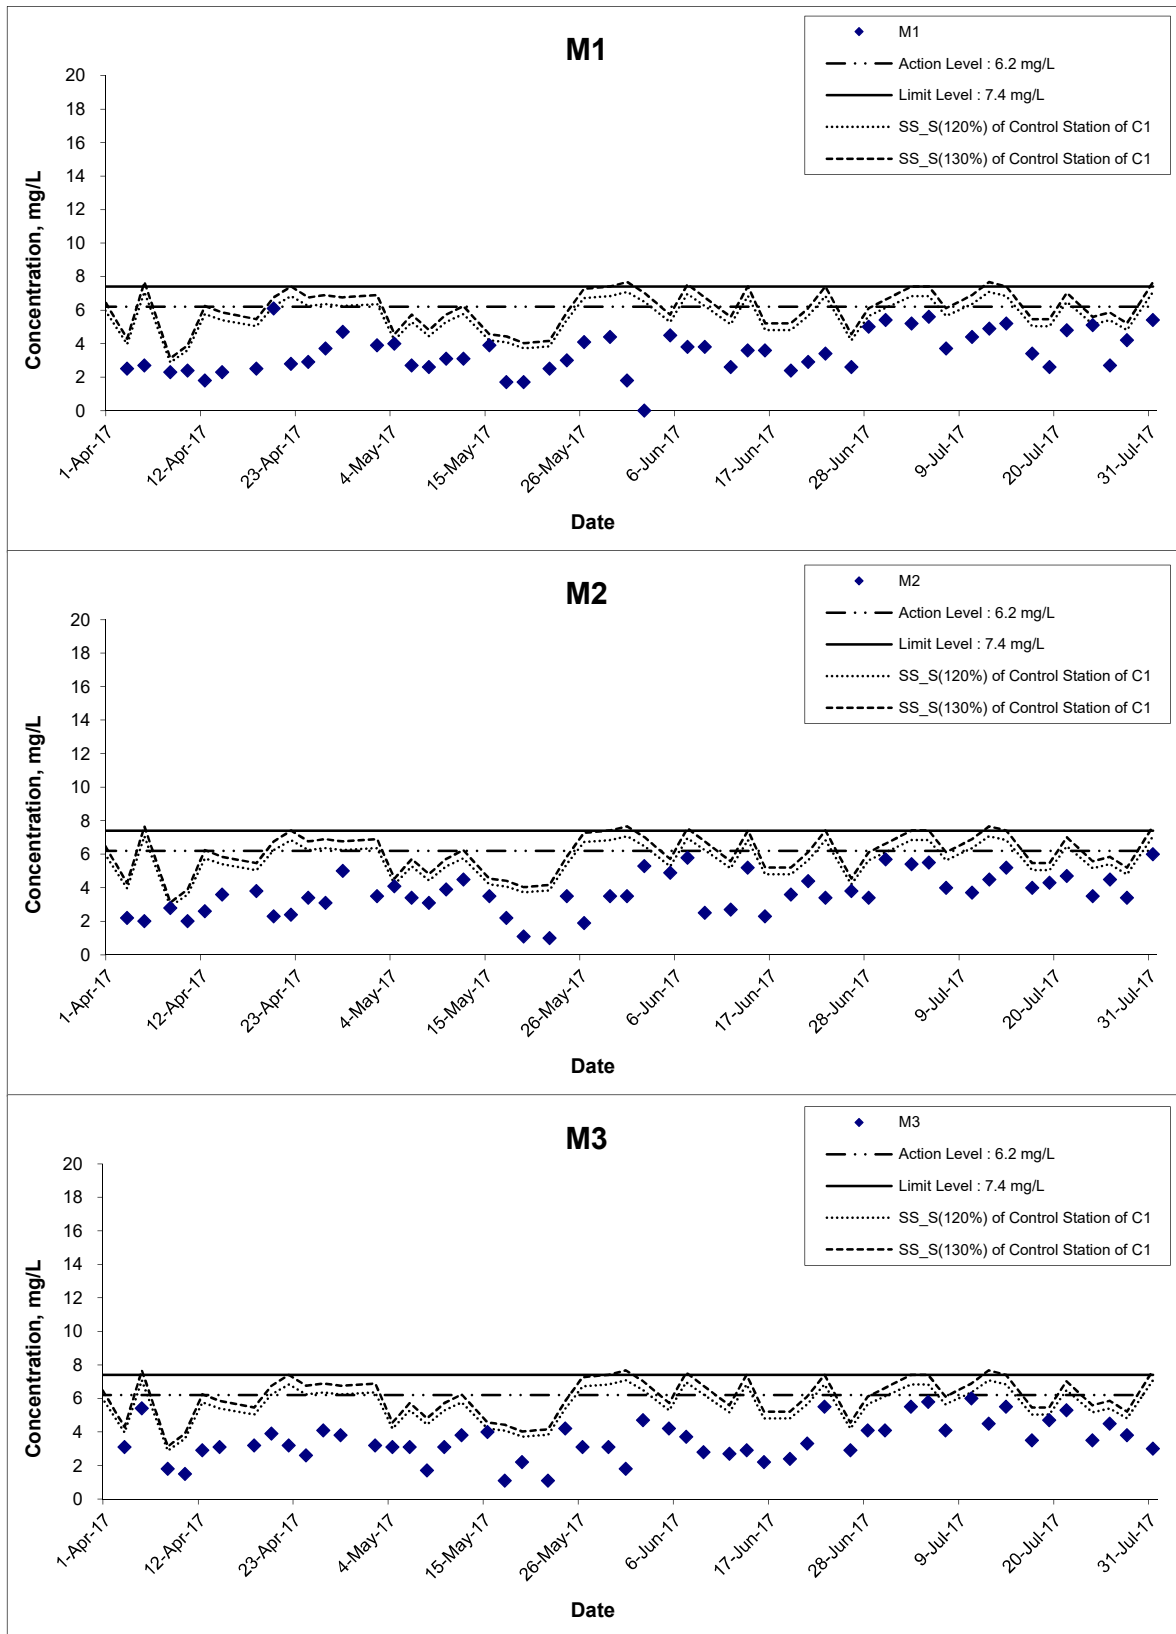 M1
M1
Action Level : 6.2 mg/L
Limit Level : 7.4 mg/L
SS_S(120%) of Control Station of C1
SS_S(130%) of Control Station of C1
Concentration, mg/L
20
18
16
14
12
10
8
6
4
2
0
1-Apr-17
12-Apr-17
23-Apr-17
4-May-17
15-May-17
26-May-17
6-Jun-17
17-Jun-17
28-Jun-17
9-Jul-17
20-Jul-17
31-Jul-17
Date
M2
M2
Action Level : 6.2 mg/L
Limit Level : 7.4 mg/L
SS_S(120%) of Control Station of C1
SS_S(130%) of Control Station of C1
Concentration, mg/L
20
18
16
14
12
10
8
6
4
2
0
1-Apr-17
12-Apr-17
23-Apr-17
4-May-17
15-May-17
26-May-17
6-Jun-17
17-Jun-17
28-Jun-17
9-Jul-17
20-Jul-17
31-Jul-17
Date
M3
M3
Action Level : 6.2 mg/L
Limit Level : 7.4 mg/L
SS_S(120%) of Control Station of C1
SS_S(130%) of Control Station of C1
Concentration, mg/L
20
18
16
14
12
10
8
6
4
2
0
1-Apr-17
12-Apr-17
23-Apr-17
4-May-17
15-May-17
26-May-17
6-Jun-17
17-Jun-17
28-Jun-17
9-Jul-17
20-Jul-17
31-Jul-17
Date